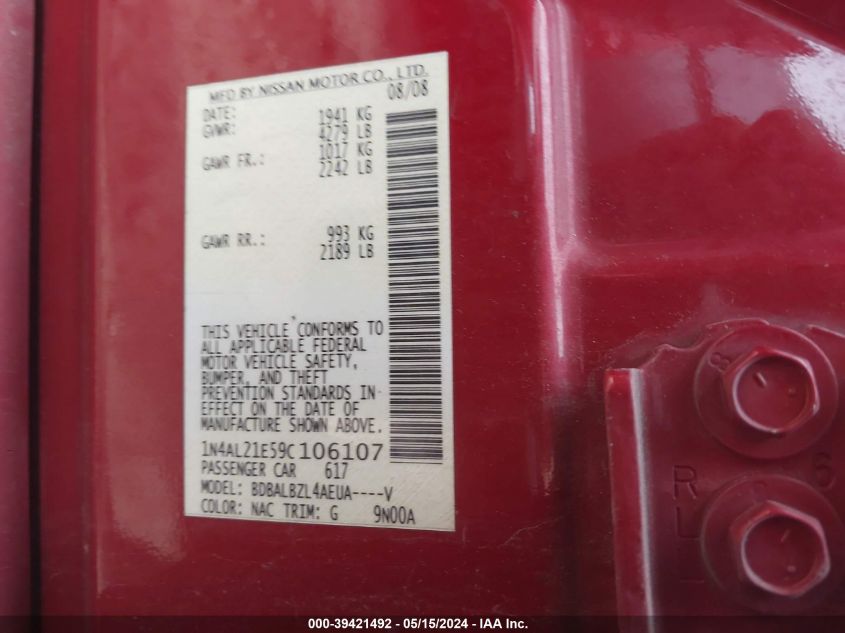 MFD BY NISSAN MOTOR CO., LTD.
DATE: 08/08
GVWR: 1941 KG
4279 LB
GAWR FR.: 1017 KG
2242 LB
GAWR RR.: 993 KG
2189 LB
THIS VEHICLE CONFORMS TO
ALL APPLICABLE FEDERAL
MOTOR VEHICLE SAFETY,
BUMPER, AND THEFT
PREVENTION STANDARDS IN
EFFECT ON THE DATE OF
MANUFACTURE SHOWN ABOVE.
1N4AL21E59C106107
PASSENGER CAR 617
MODEL: BDBALBZL4AEUA----V
COLOR: NAC TRIM: G 9N00A
8
6
000-39421492 - 05/15/2024 - IAA Inc.